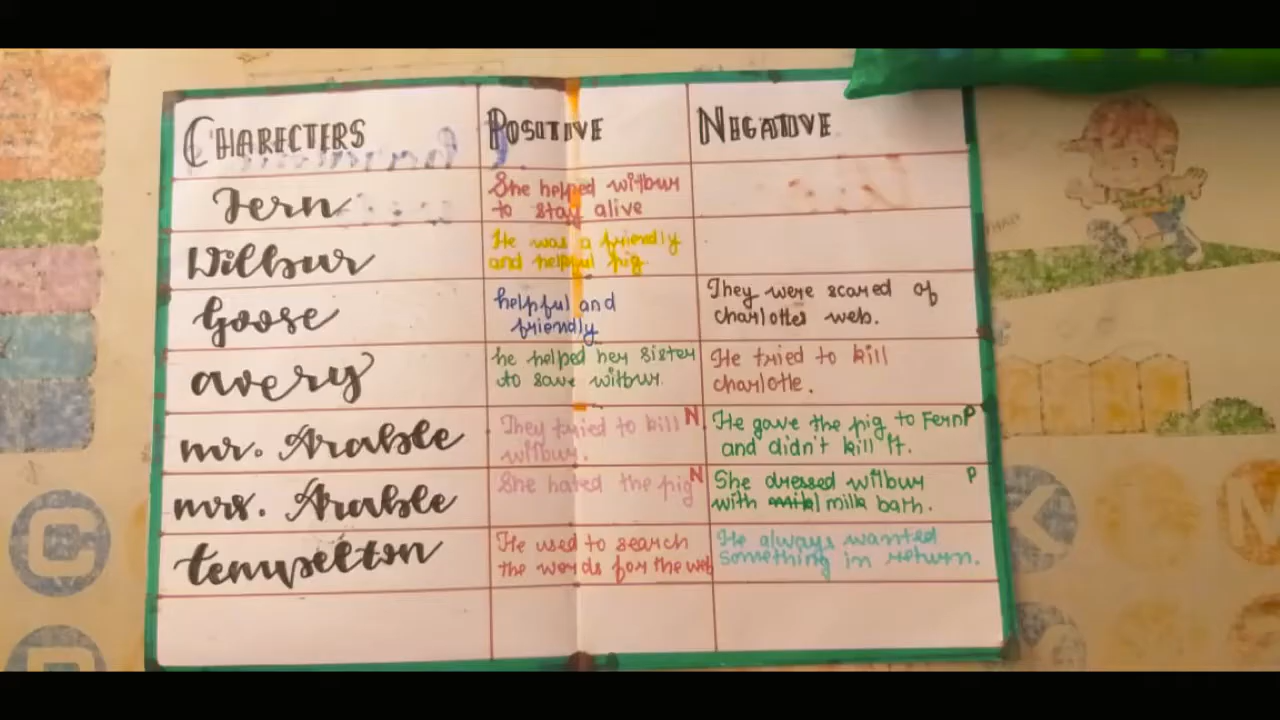 CHARECTERS
POSITIVE
NEGATIVE
Fern
She helped wilbur
to stay alive
Wilbur
He was a friendly
and helpful pig.
Goose
helpful and
friendly
They were scared of
charlottes web.
avery
he helped her sister
to save wilbur.
He tried to kill
charlotte.
mr. Arable
They tried to kill N
wilbur.
He gave the pig to Fern P
and didn't kill it.
mrs. Arable
She hated the pig N
She dressed wilbur P
with milk bath.
tempelton
He used to search
the words for the web
He always wanted
something in return.
C
K
M